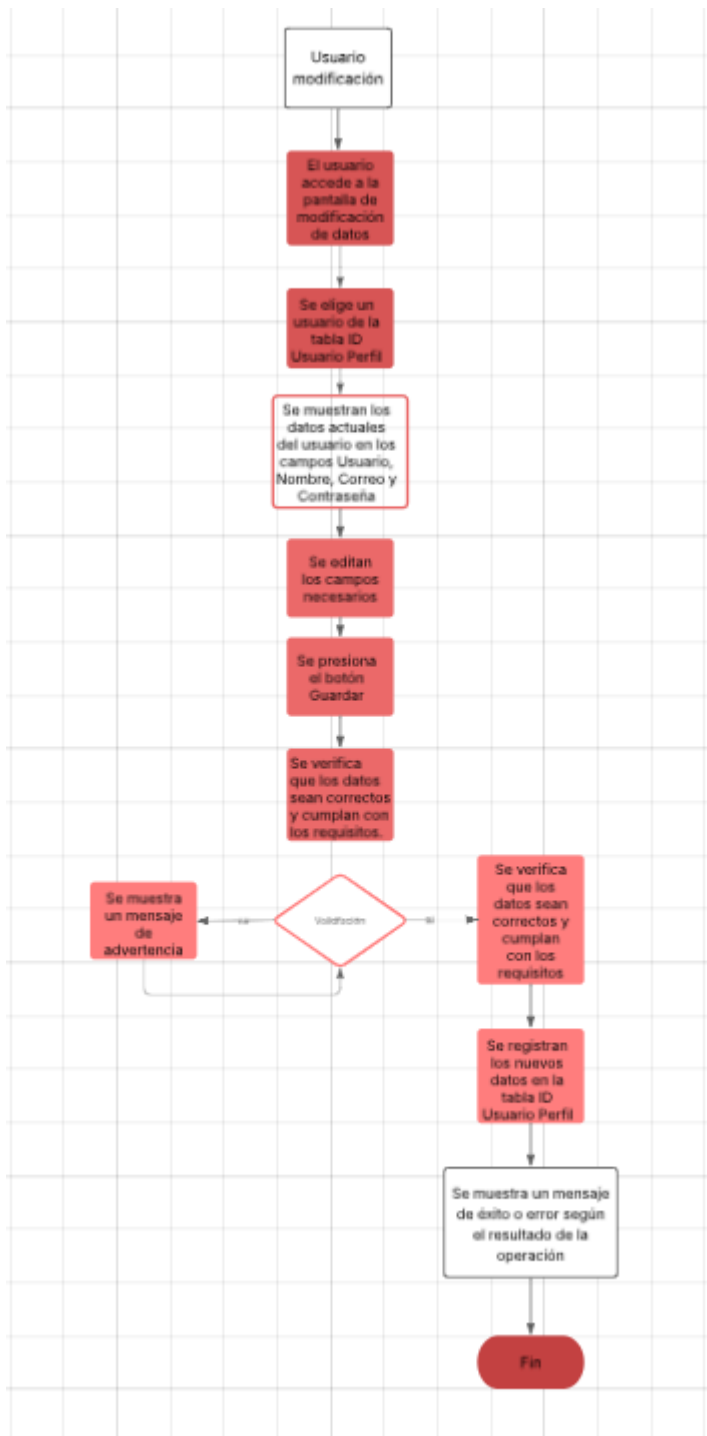 Usuario
modificación
El usuario
accede a la
pantalla de
modificación
de datos
Se elige un
usuario de la
tabla ID
Usuario Perfil
Se muestran los
datos actuales
del usuario en los
campos Usuario,
Nombre, Correo y
Contraseña
Se editan
los campos
necesarios
Se presiona
el botón
Guardar
Se verifica
que los datos
sean correctos
y cumplan con
los requisitos.
Se muestra
un mensaje
de
advertencia
Se verifica
que los
datos sean
correctos y
cumplan
con los
requisitos
Se registran
los nuevos
datos en la
tabla ID
Usuario Perfil
Se muestra un mensaje
de éxito o error según
el resultado de la
operación
Fin